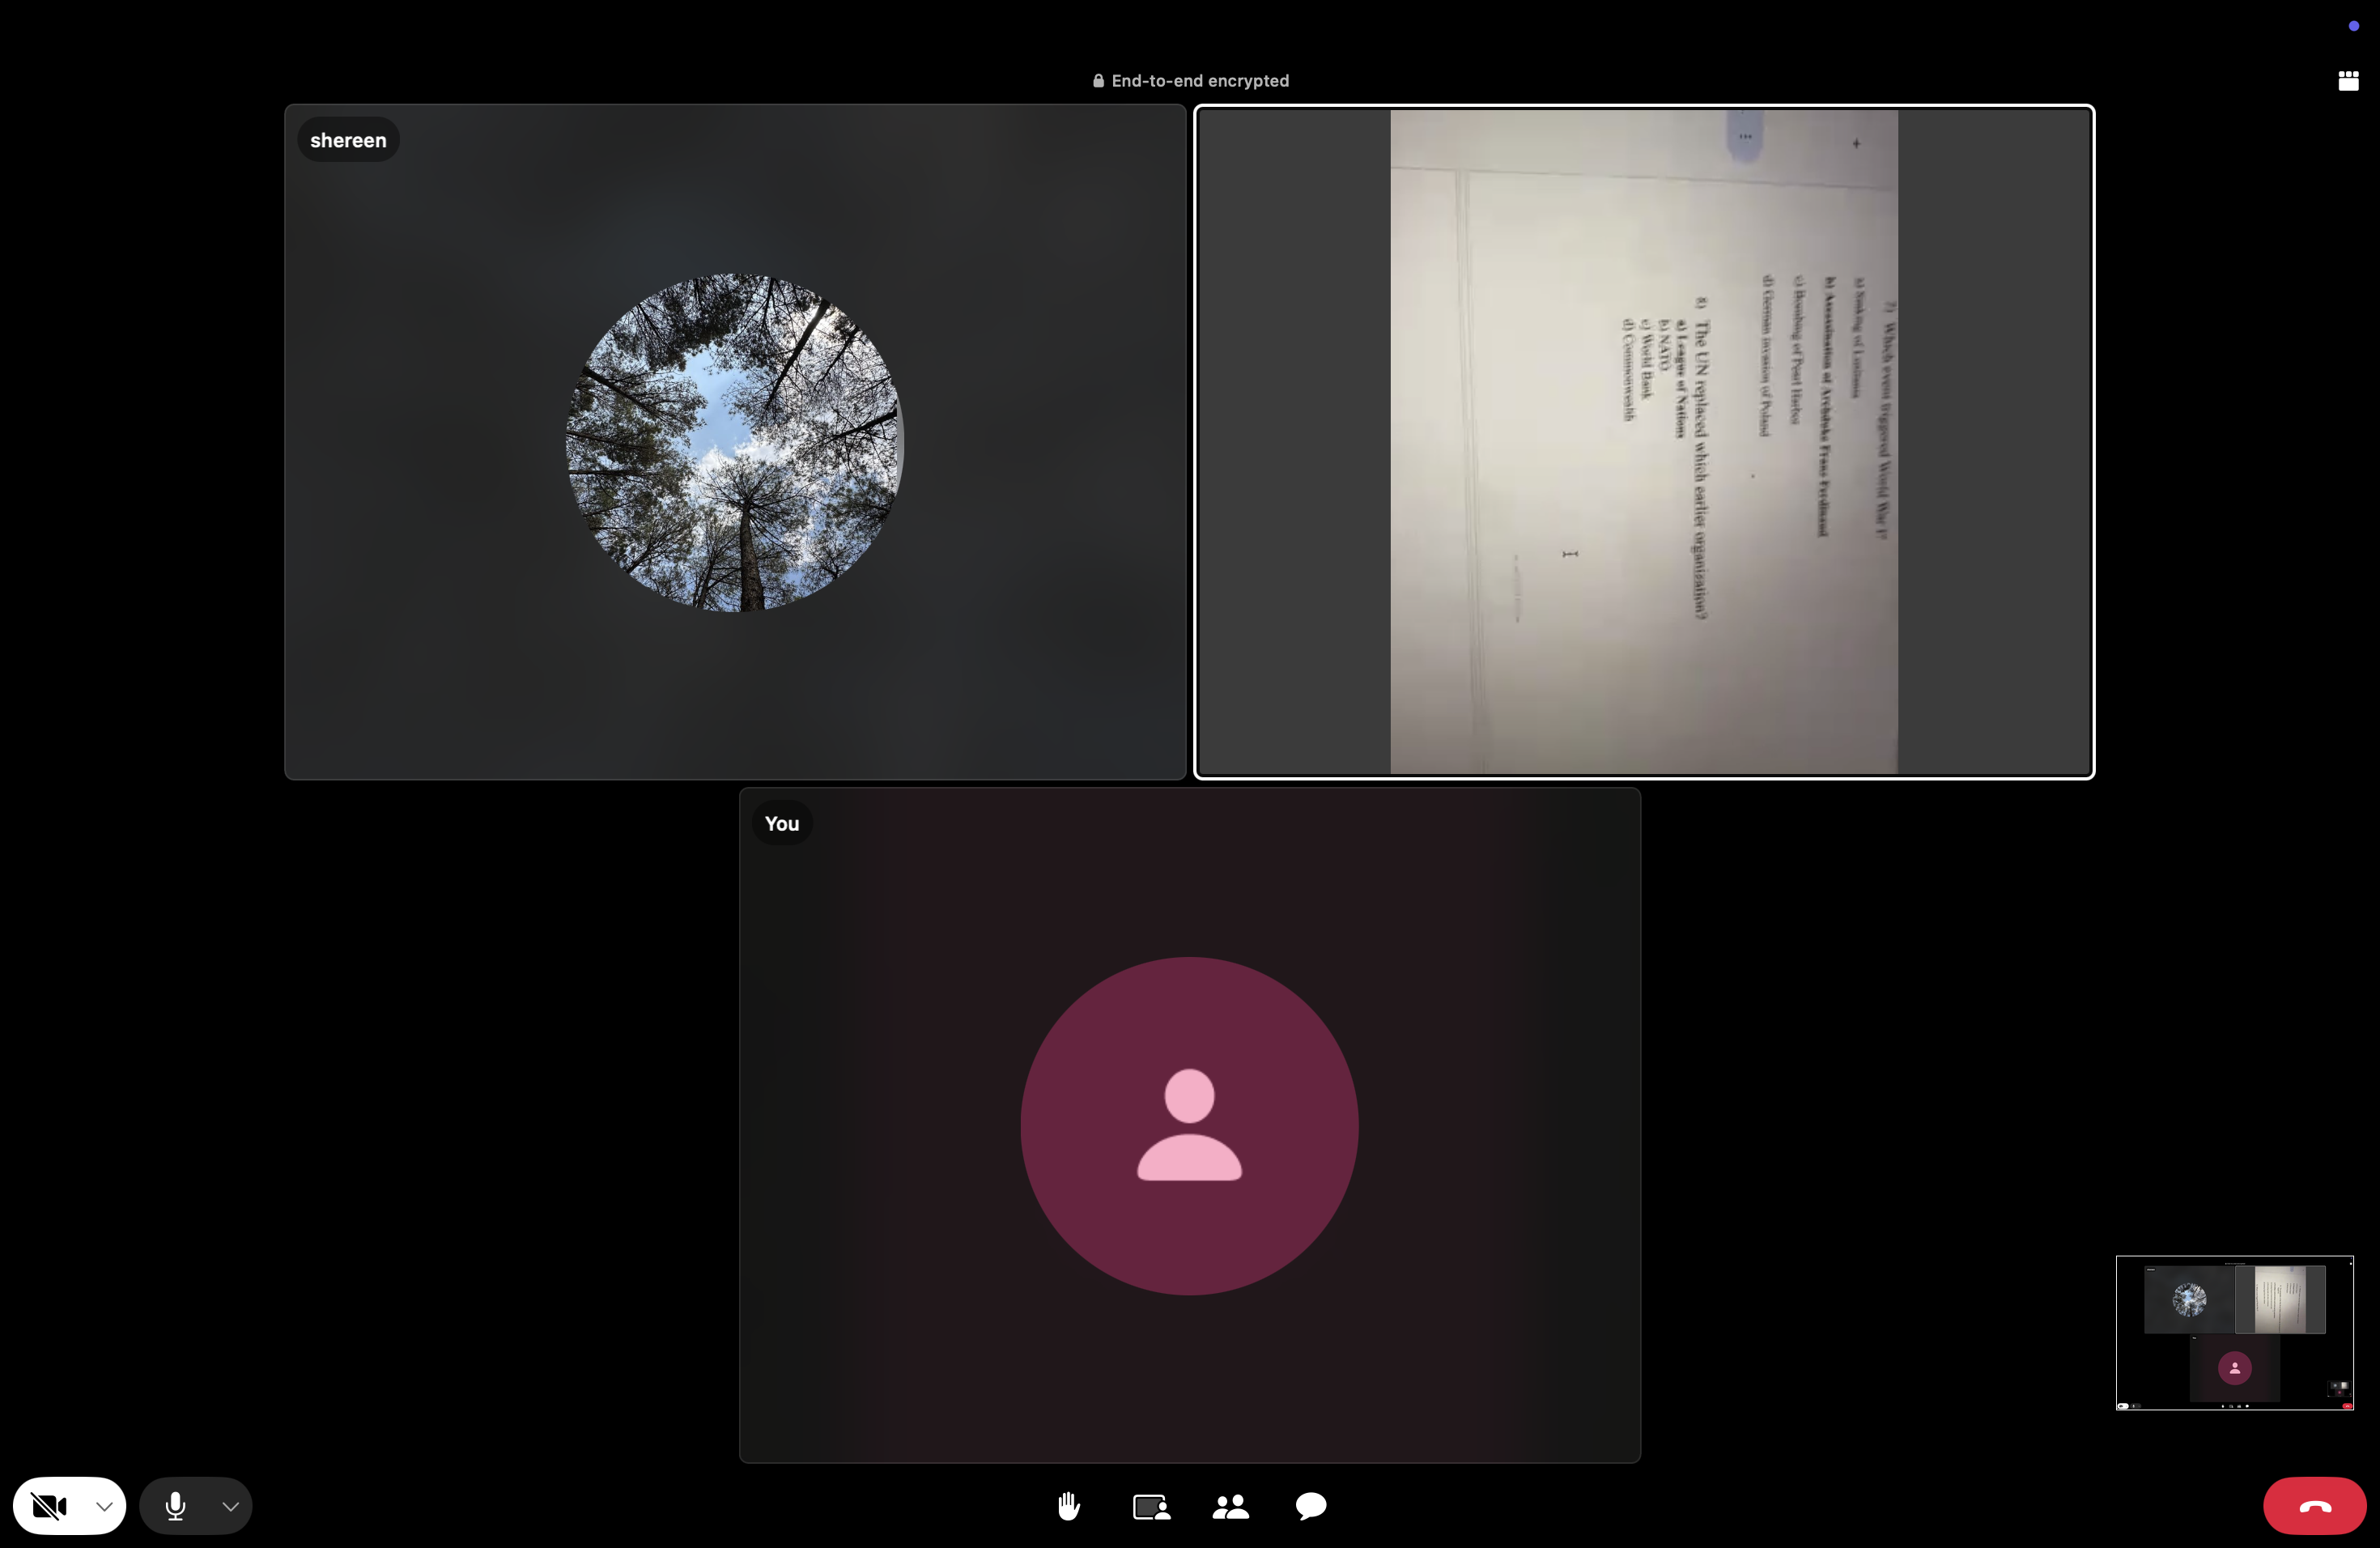 End-to-end encrypted
shereen
7) Which event triggered World War I?
a) Sinking of Lusitania
b) Assassination of Archduke Franz Ferdinand
c) Bombing of Pearl Harbor
d) German invasion of Poland
8) The UN replaced which earlier organisation?
a) League of Nations
b) NATO
c) World Bank
d) Commonwealth
You